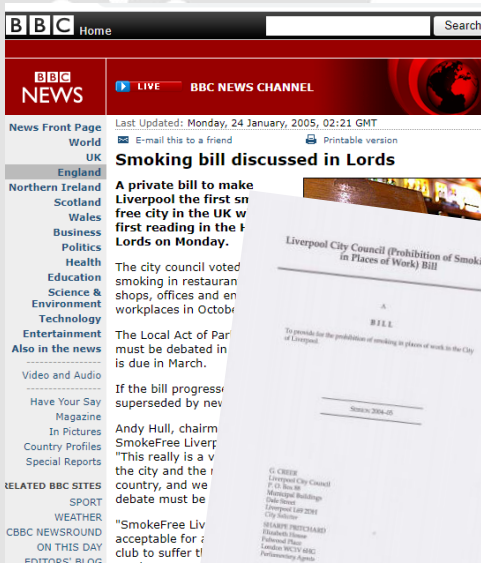 BBC Home
Search
BBC
NEWS
LIVE BBC NEWS CHANNEL
Last Updated: Monday, 24 January, 2005, 02:21 GMT
E-mail this to a friend Printable version
News Front Page
World
UK
England
Northern Ireland
Scotland
Wales
Business
Politics
Health
Education
Science &
Environment
Technology
Entertainment
Also in the news
Video and Audio
Have Your Say
Magazine
In Pictures
Country Profiles
Special Reports
RELATED BBC SITES
SPORT
WEATHER
CBBC NEWSROUND
ON THIS DAY
EDITORS' BLOG
Smoking bill discussed in Lords
A private bill to make
Liverpool the first sm
free city in the UK w
first reading in the H
Lords on Monday.
The city council voted
smoking in restauran
shops, offices and en
workplaces in Octobe
The Local Act of Par
must be debated in
is due in March.
If the bill progresse
superseded by nev
Andy Hull, chairm
SmokeFree Liverp
"This really is a v
the city and the r
country, and we
debate must be
"SmokeFree Liv
acceptable for a
club to suffer th
Liverpool City Council (Prohibition of Smoki
in Places of Work) Bill
A
BILL
To provide for the prohibition of smoking in places of work in the City
of Liverpool.
SESSION 2004-05
G. CREER
Liverpool City Council
P. O. Box 88
Municipal Buildings
Dale Street
Liverpool L69 2DH
City Solicitor
SHARPE PRITCHARD
Elizabeth House
Fulwood Place
London WC1V 6HG
Parliamentary Agents